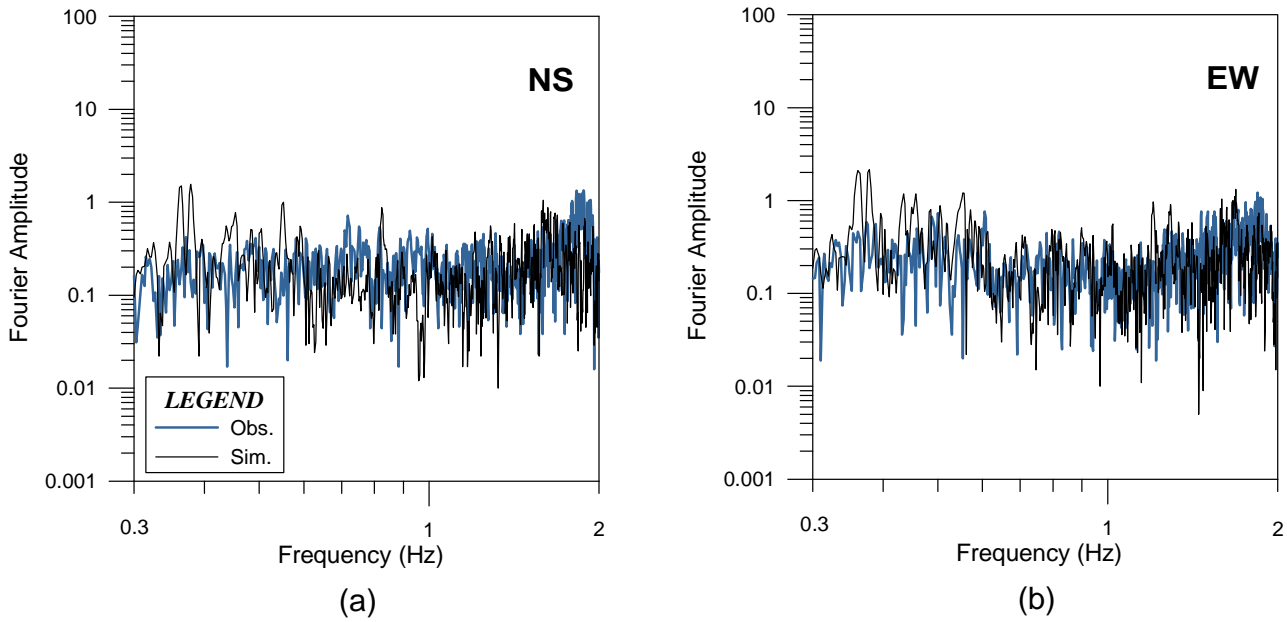 100
10
1
0.1
0.01
0.001
Fourier Amplitude
NS
LEGEND
Obs.
Sim.
0.3
1
2
Frequency (Hz)
(a)
100
10
1
0.1
0.01
0.001
Fourier Amplitude
EW
0.3
1
2
Frequency (Hz)
(b)